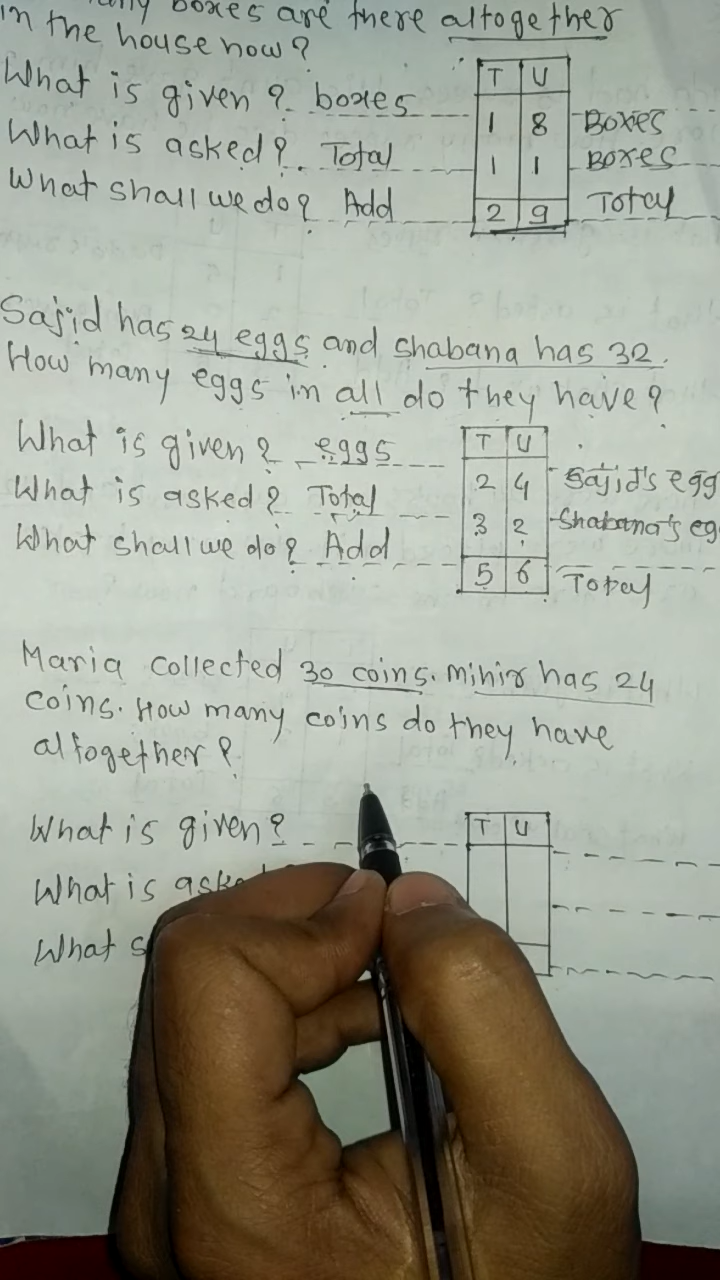 boxes are there altogether
in the house now?
What is given? boxes
T U
1 8 Boxes
What is asked? Total
1 1 Boxes
What shall we do? Add
2 9 Total
Sajid has 24 eggs and Shabana has 32.
How many eggs in all do they have?
What is given? eggs
T U
2 4 Sajid's egg
What is asked? Total
3 2 Shabana's eg
What shall we do? Add
5 6 Total
Maria collected 30 coins. Mihir has 24
coins. How many coins do they have
altogether?
What is given?
T U
What is
What